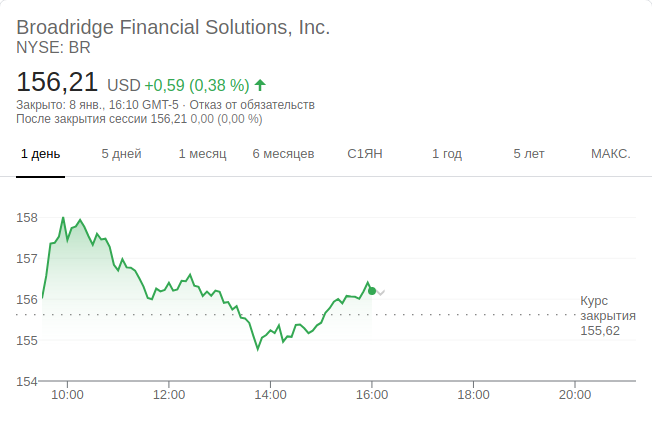 Broadridge Financial Solutions, Inc.
NYSE: BR
156,21 USD +0,59 (0,38 %)
Закрыто: 8 янв., 16:10 GMT-5 · Отказ от обязательств
После закрытия сессии 156,21 0,00 (0,00 %)
1 день 5 дней 1 месяц 6 месяцев С1ЯН 1 год 5 лет МАКС.
158
157
156
155
154
Курс
закрытия
155,62
10:00 12:00 14:00 16:00 18:00 20:00